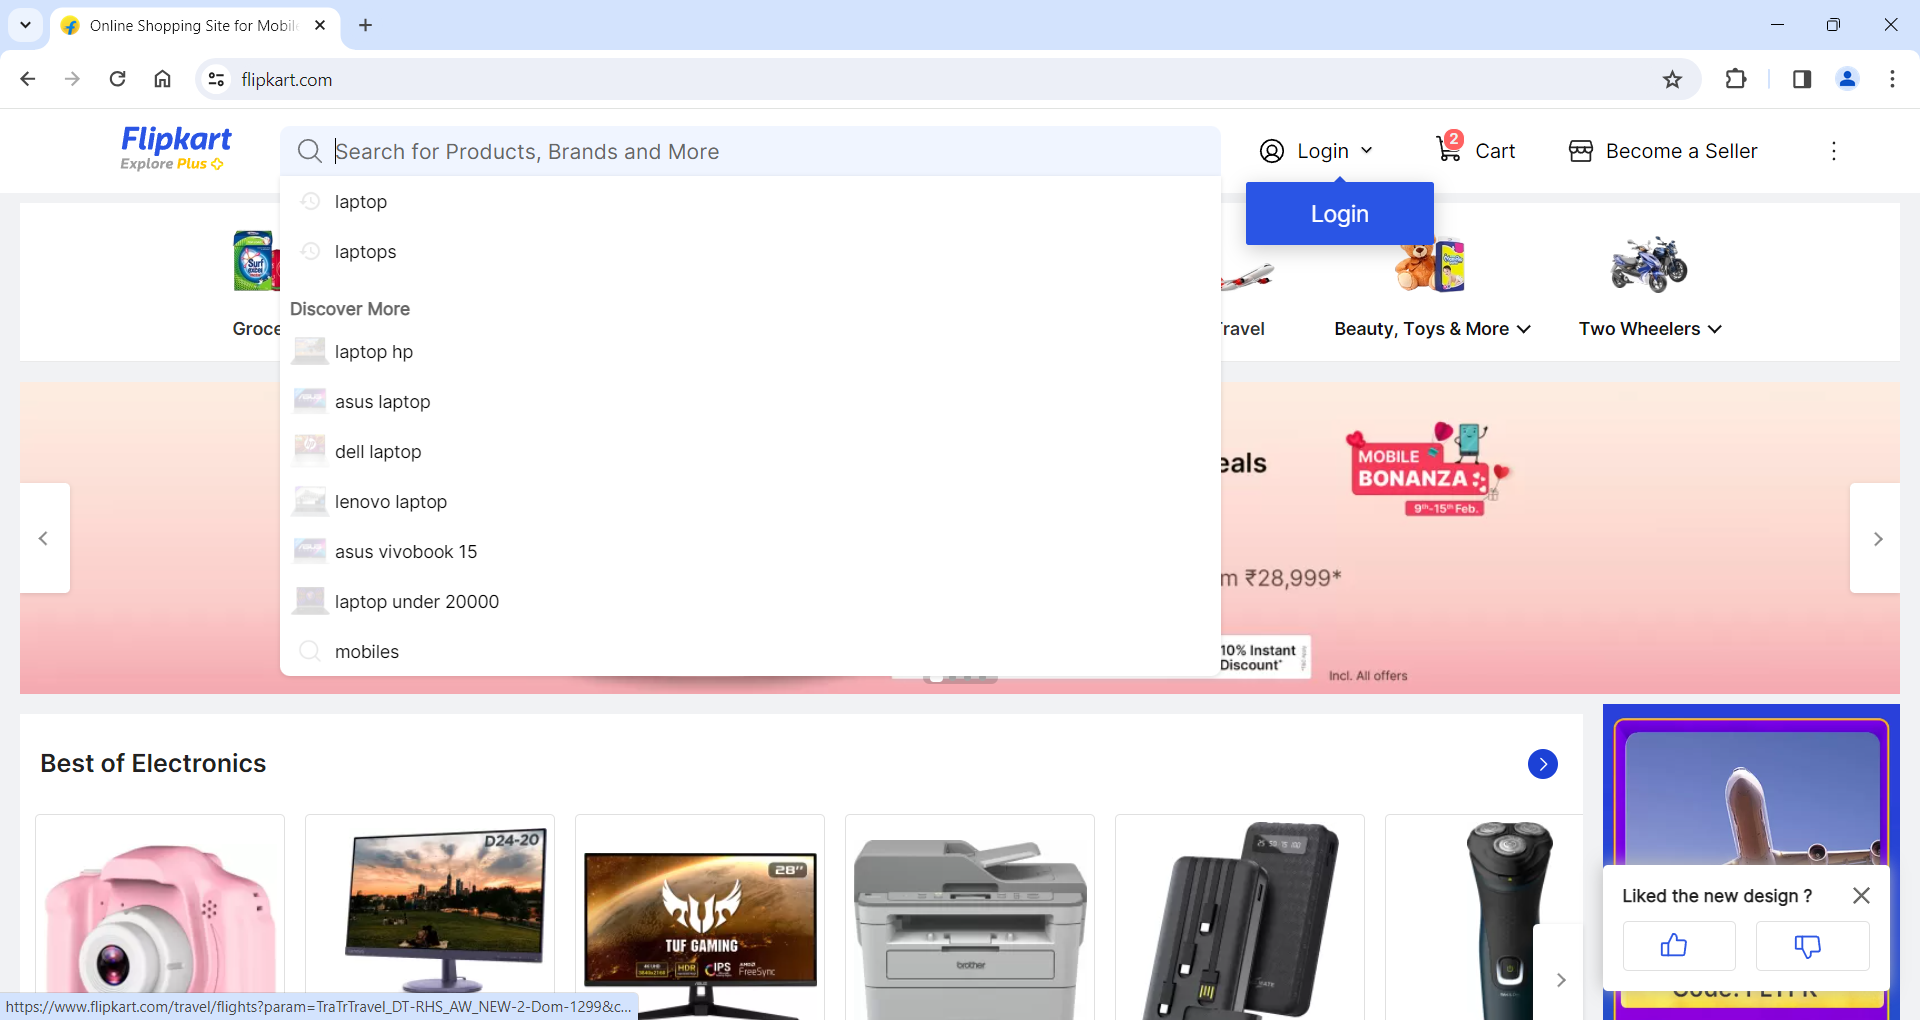 Online Shopping Site for Mobil
flipkart.com
Flipkart
Explore Plus
Search for Products, Brands and More
Login
2
Cart
Become a Seller
laptop
laptops
Login
Discover More
Groce
ravel
Beauty, Toys & More
Two Wheelers
laptop hp
asus laptop
dell laptop
lenovo laptop
asus vivobook 15
laptop under 20000
mobiles
eals
MOBILE
BONANZA
9th-15th Feb.
m ₹28,999*
10% Instant
Discount*
Incl. All offers
Best of Electronics
D24-20
28"
TUF GAMING
HDR
IPS
FreeSync
brother
Surf
excel
Liked the new design ?
https://www.flipkart.com/travel/flights?param=TraTrTravel_DT-RHS_AW_NEW-2-Dom-1299&c...